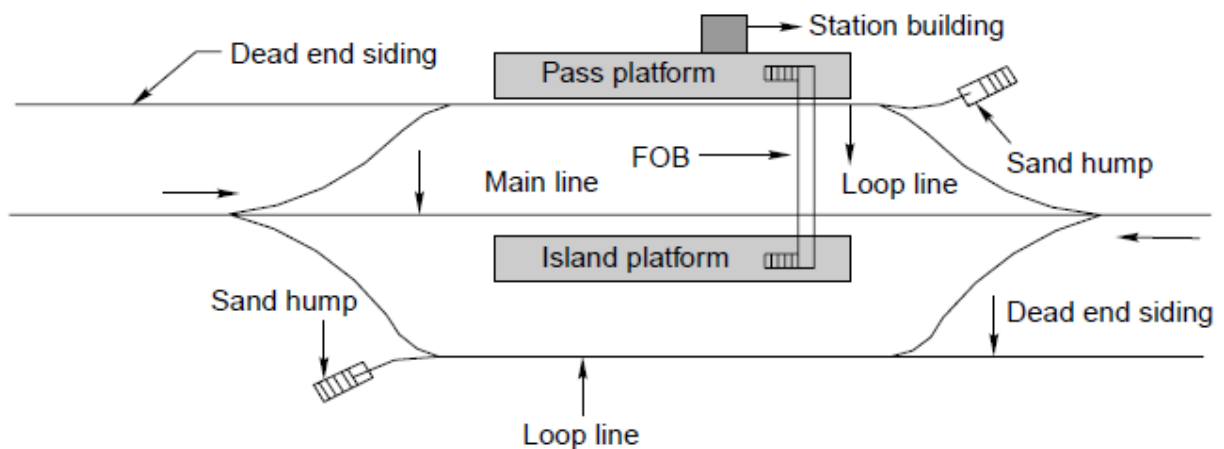 Station building
Dead end siding
Pass platform
FOB
Sand hump
Main line
Loop line
Island platform
Sand hump
Dead end siding
Loop line